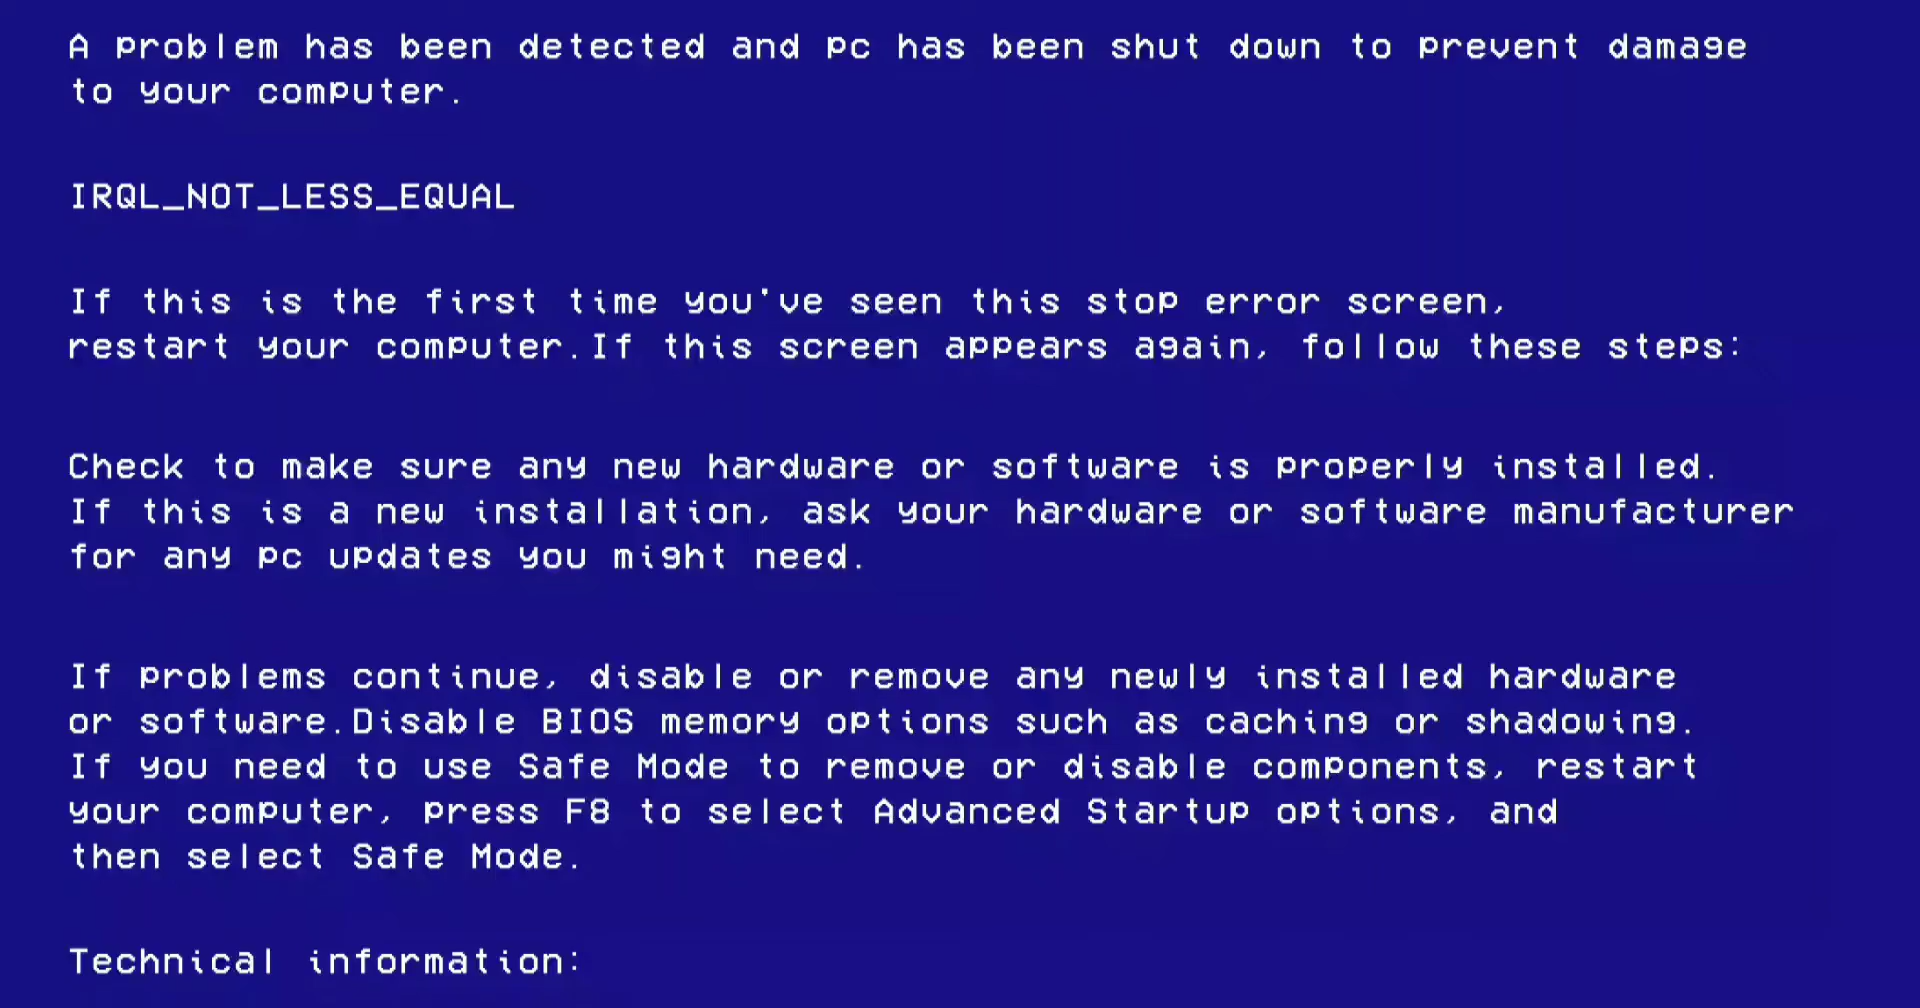 A problem has been detected and pc has been shut down to prevent damage
to your computer.
IRQL_NOT_LESS_EQUAL
If this is the first time you've seen this stop error screen,
restart your computer.If this screen appears again, follow these steps:
Check to make sure any new hardware or software is properly installed.
If this is a new installation, ask your hardware or software manufacturer
for any pc updates you might need.
If problems continue, disable or remove any newly installed hardware
or software.Disable BIOS memory options such as caching or shadowing.
If you need to use Safe Mode to remove or disable components, restart
your computer, press F8 to select Advanced Startup options, and
then select Safe Mode.
Technical information: